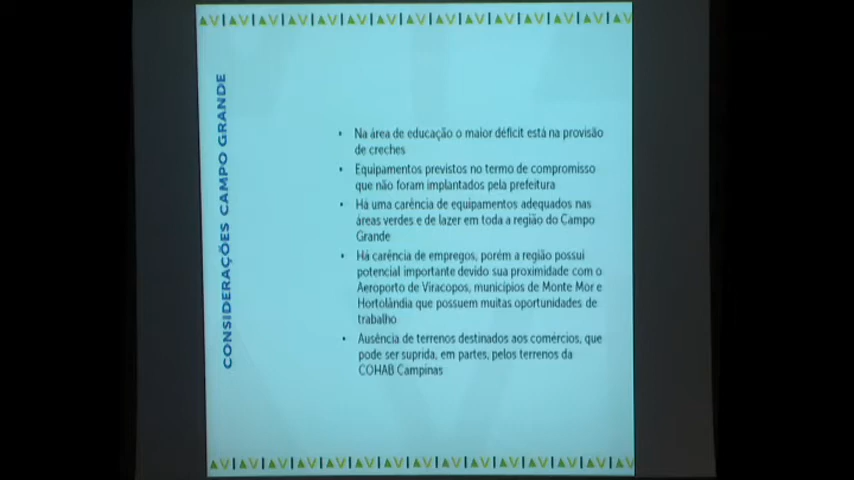 CONSIDERAÇÕES CAMPO GRANDE
• Na área de educação o maior déficit está na provisão
de creches
• Equipamentos previstos no termo de compromisso
que não foram implantados pela prefeitura
• Há uma carência de equipamentos adequados nas
áreas verdes e de lazer em toda a região do Campo
Grande
• Há carência de empregos, porém a região possui
potencial importante devido sua proximidade com o
Aeroporto de Viracopos, municípios de Monte Mor e
Hortolândia que possuem muitas oportunidades de
trabalho
• Ausência de terrenos destinados aos comércios, que
pode ser suprida, em partes, pelos terrenos da
COHAB Campinas